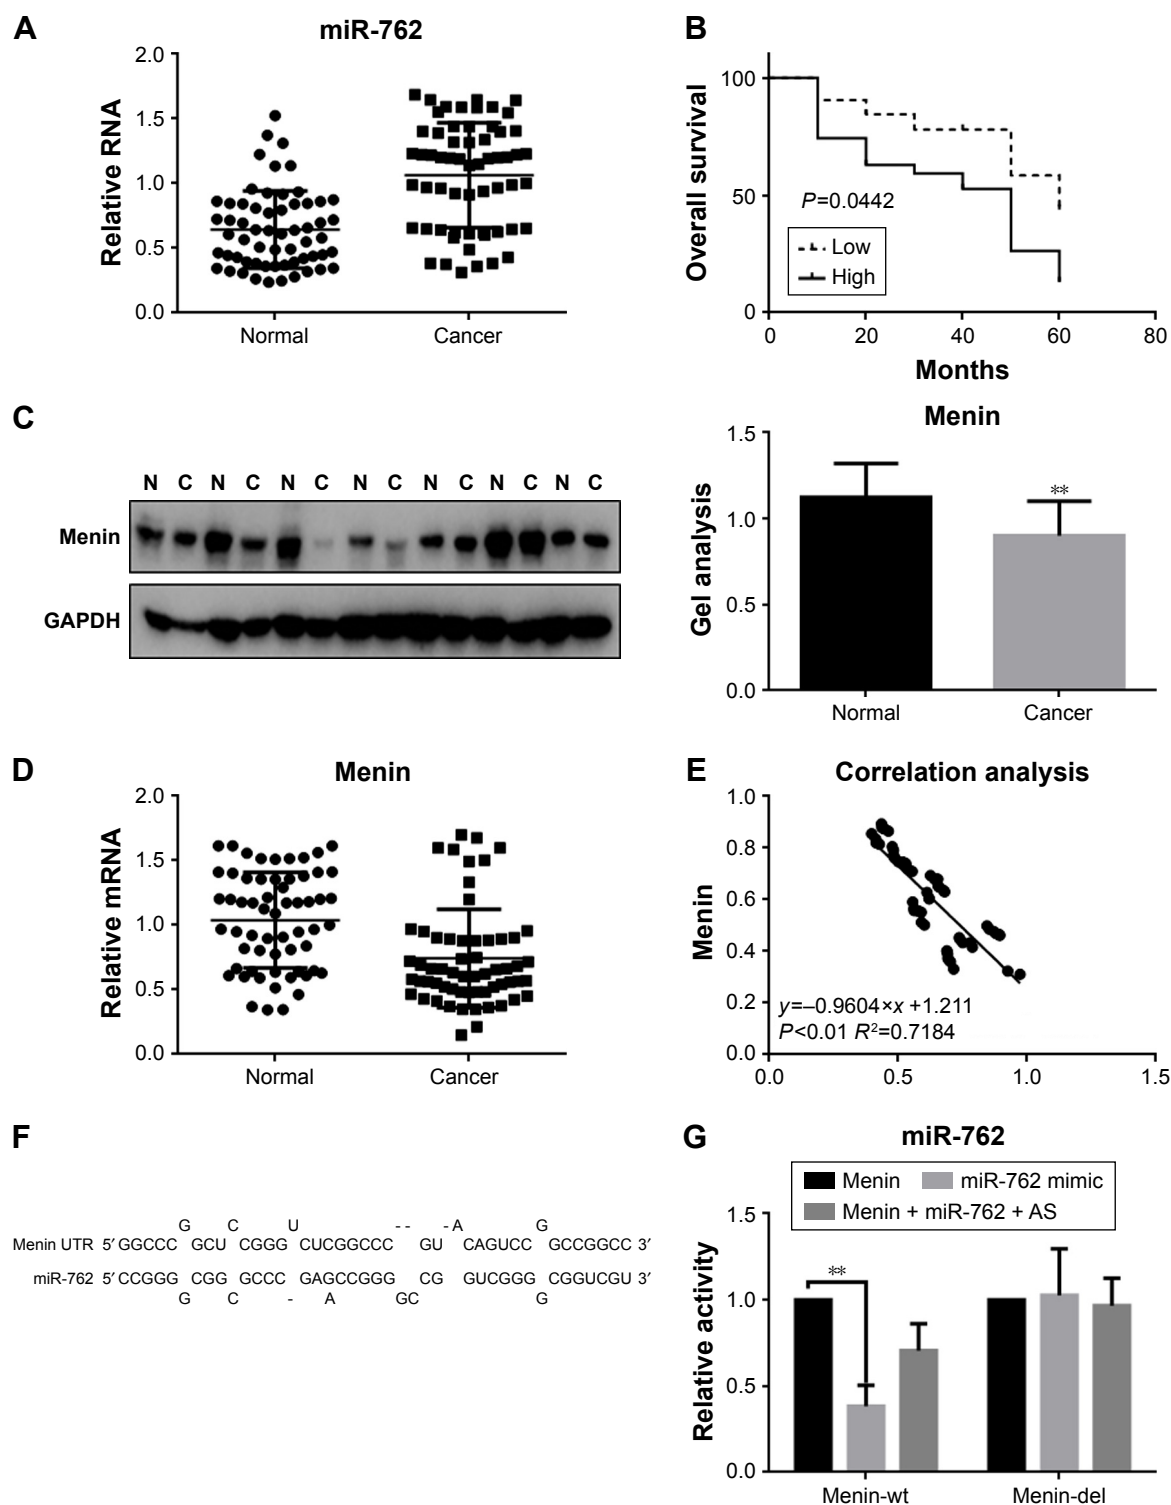 A
miR-762
Relative RNA
2.0
1.5
1.0
0.5
0.0
Normal
Cancer
B
Overall survival
100
50
0
P=0.0442
Low
High
0
20
40
60
80
Months
C
N C N C N C N C N C N C N C
Menin
GAPDH
Menin
Gel analysis
1.5
1.0
0.5
0.0
**
Normal
Cancer
D
Menin
Relative mRNA
2.0
1.5
1.0
0.5
0.0
Normal
Cancer
E
Correlation analysis
Menin
1.0
0.8
0.6
0.4
0.2
0.0
y=–0.9604×x +1.211
P<0.01 R²=0.7184
0.0
0.5
1.0
1.5
F
G C U -- -A G
Menin UTR 5′ GGCCC GCU CGGG CUCGGCCC GU CAGUCC GCCGGCC 3′
miR-762 5′ CCGGG CGG GCCC GAGCCGGG CG GUCGGG CGGUCGU 3′
G C - A GC G
G
miR-762
Menin
miR-762 mimic
Menin + miR-762 + AS
Relative activity
1.5
1.0
0.5
0.0
**
Menin-wt
Menin-del